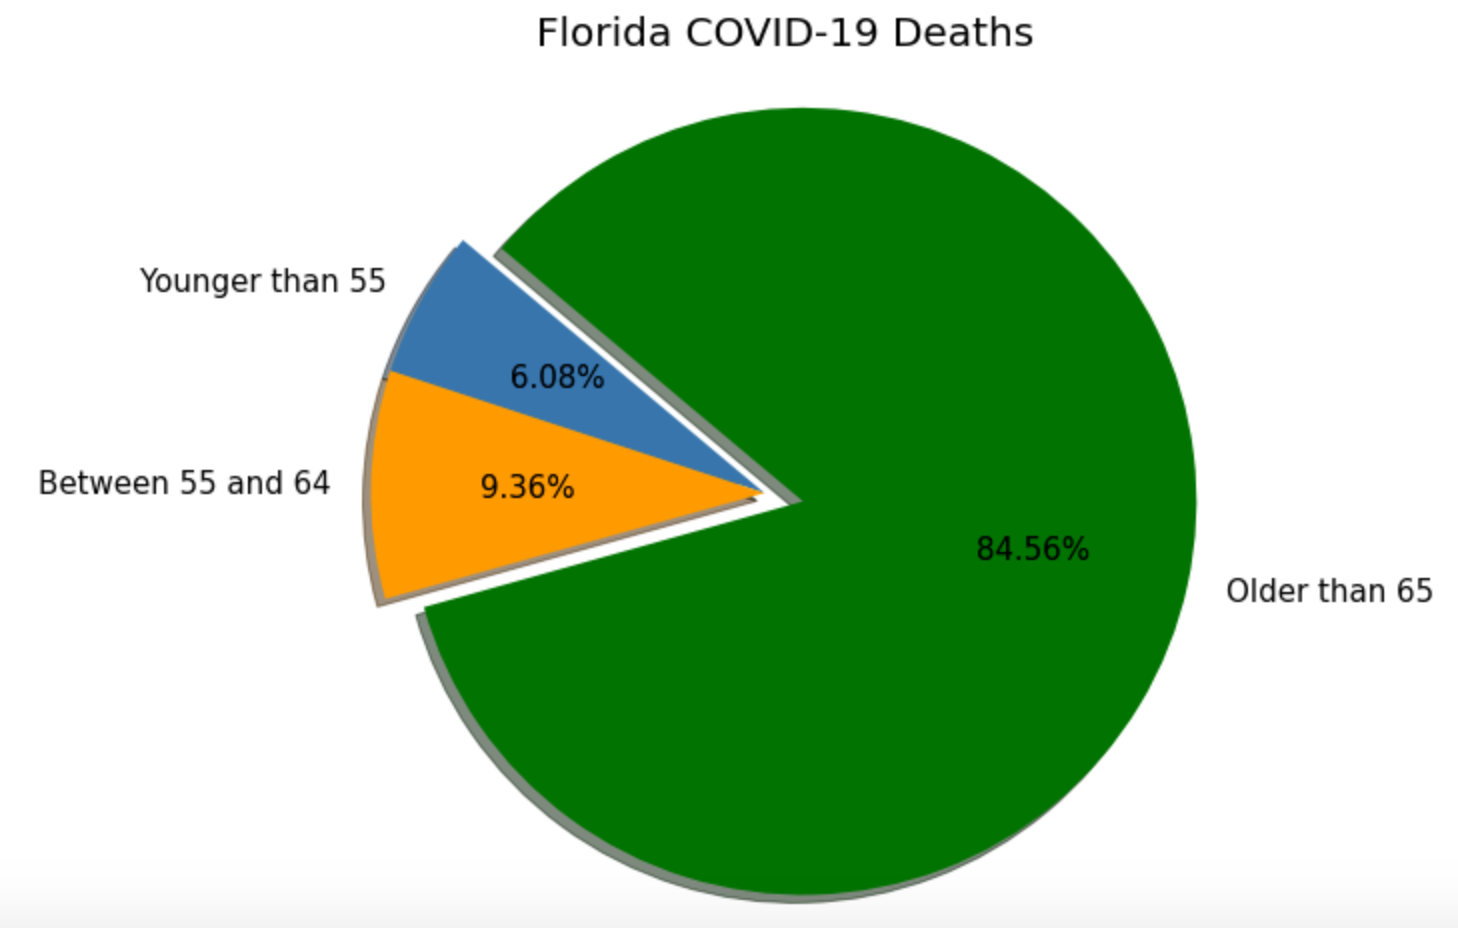 Florida COVID-19 Deaths
Younger than 55
6.08%
Between 55 and 64
9.36%
84.56%
Older than 65